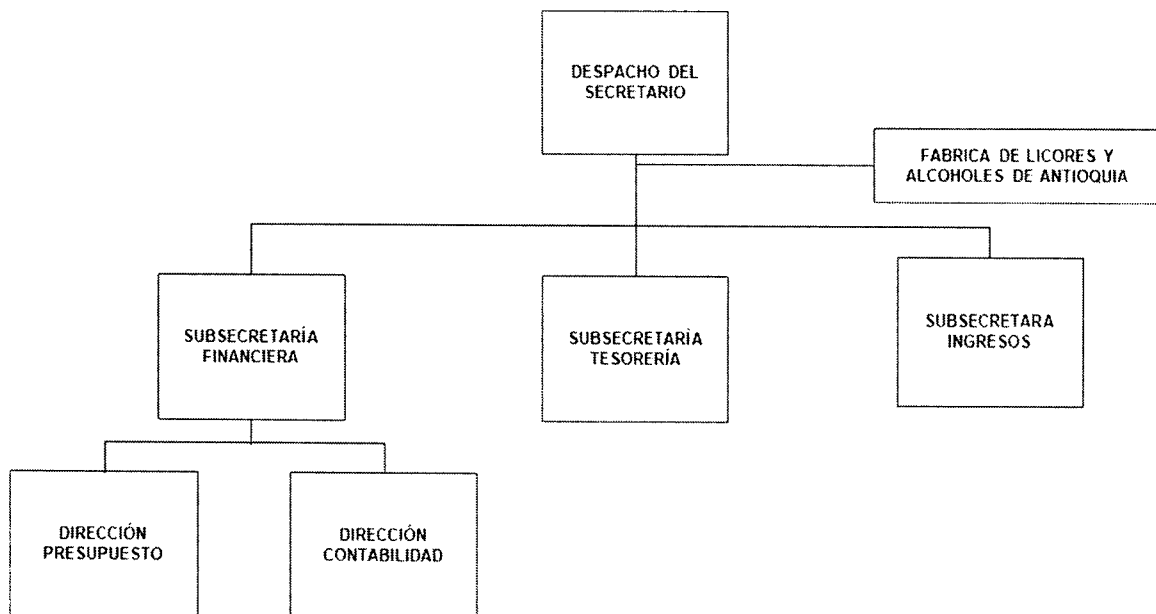 DESPACHO DEL
SECRETARIO
FABRICA DE LICORES Y
ALCOHOLES DE ANTIOQUIA
SUBSECRETARÍA
FINANCIERA
SUBSECRETARÍA
TESORERÍA
SUBSECRETARA
INGRESOS
DIRECCIÓN
PRESUPUESTO
DIRECCIÓN
CONTABILIDAD